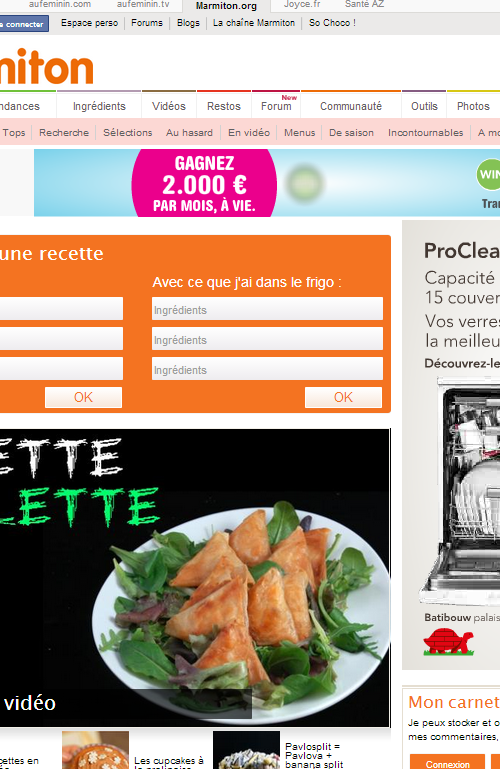 aufeminin.com aufeminin.tv Marmiton.org Joyce.fr Santé AZ
se connecter Espace perso Forums Blogs La chaîne Marmiton So Choco !
miton
ndances Ingrédients Vidéos Restos Forum New Communauté Outils Photos
Tops Recherche Sélections Au hasard En vidéo Menus De saison Incontournables A mo
GAGNEZ
2.000 €
PAR MOIS, À VIE.
WIN
Tran
une recette
Avec ce que j'ai dans le frigo :
Ingrédients
Ingrédients
Ingrédients
OK OK
ProClea
Capacité
15 couver
Vos verres
la meilleu
Découvrez-le
ETTE
LETTE
vidéo
Batibouw palais
Mon carnet
Je peux stocker et o
mes commentaires,
Connexion
cettes en
Les cupcakes à
Pavlosplit =
Pavlova +
banana split